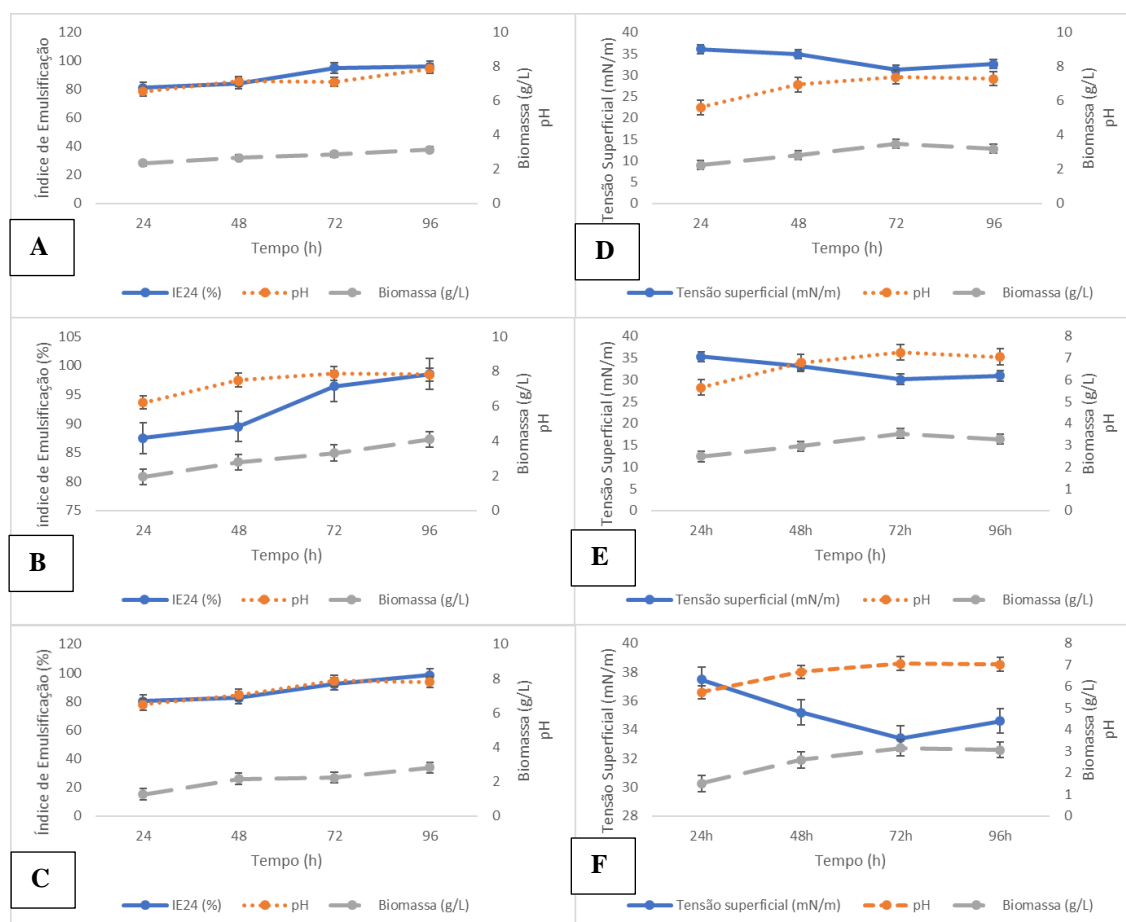 Índice de Emulsificação
120
100
80
60
40
20
0
10
8
6
4
2
0
Biomassa (g/L)
pH
24 48 72 96
Tempo (h)
A
IE24 (%) pH Biomassa (g/L)
Tensão Superficial (mN/m)
40
35
30
25
20
15
10
5
0
10
8
6
4
2
0
Biomassa (g/L)
pH
24 48 72 96
Tempo (h)
D
Tensão superficial (mN/m) pH Biomassa (g/L)
Índice de Emulsificação (%)
105
100
95
90
85
80
75
10
8
6
4
2
0
Biomassa (g/L)
pH
24 48 72 96
Tempo (h)
B
IE24 (%) pH Biomassa (g/L)
Tensão Superficial (mN/m)
40
35
30
25
20
15
10
5
0
8
7
6
5
4
3
2
1
0
Biomassa (g/L)
pH
24h 48h 72h 96h
Tempo (h)
E
Tensão superficial (mN/m) pH Biomassa (g/L)
Índice de Emulsificação (%)
120
100
80
60
40
20
0
10
8
6
4
2
0
Biomassa (g/L)
pH
24 48 72 96
Tempo (h)
C
IE24 (%) pH Biomassa (g/L)
Tensão Superficial (mN/m)
40
38
36
34
32
30
28
8
7
6
5
4
3
2
1
0
Biomassa (g/L)
pH
24h 48h 72h 96h
Tempo (h)
F
Tensão superficial (mN/m) pH Biomassa (g/L)